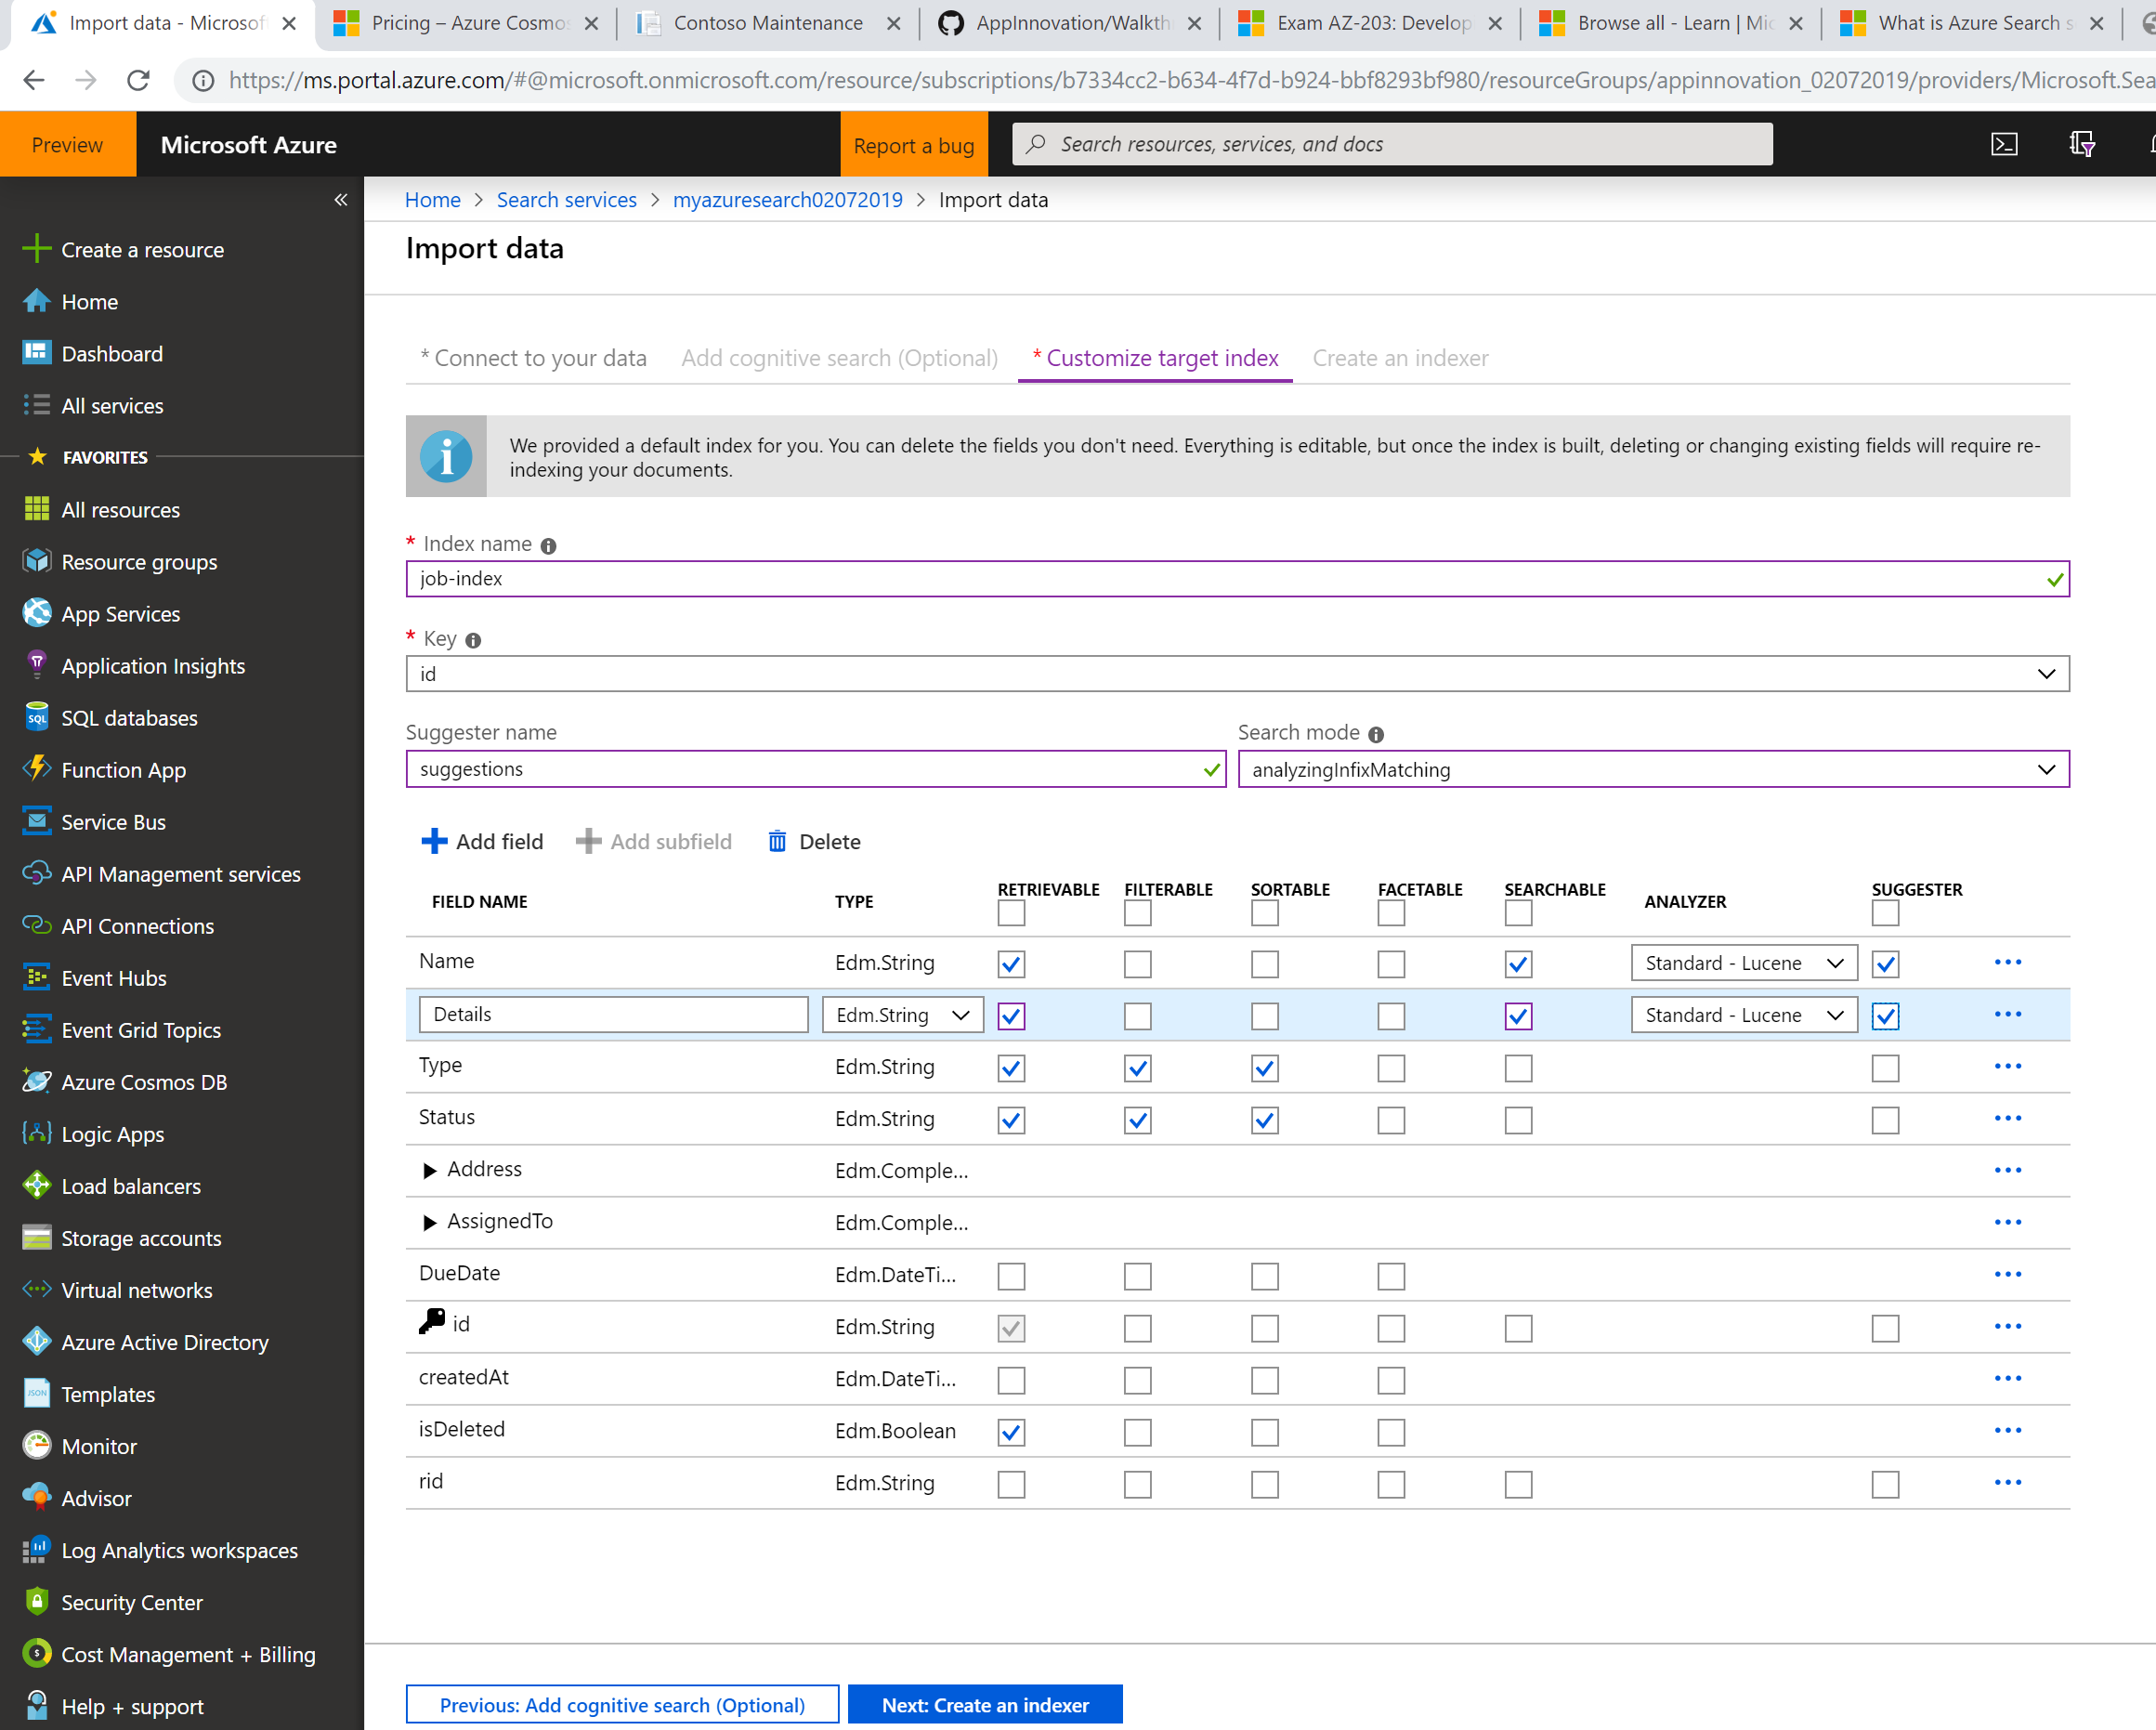 Import data - Microsof
Pricing – Azure Cosmos
Contoso Maintenance
AppInnovation/Walkth
Exam AZ-203: Develop
Browse all - Learn | Mic
What is Azure Search s
https://ms.portal.azure.com/#@microsoft.onmicrosoft.com/resource/subscriptions/b7334cc2-b634-4f7d-b924-bbf8293bf980/resourceGroups/appinnovation_02072019/providers/Microsoft.Sea
Preview
Microsoft Azure
Report a bug
Search resources, services, and docs
Create a resource
Home
Dashboard
All services
FAVORITES
All resources
Resource groups
App Services
Application Insights
SQL databases
Function App
Service Bus
API Management services
API Connections
Event Hubs
Event Grid Topics
Azure Cosmos DB
Logic Apps
Load balancers
Storage accounts
Virtual networks
Azure Active Directory
Templates
Monitor
Advisor
Log Analytics workspaces
Security Center
Cost Management + Billing
Help + support
Home > Search services > myazuresearch02072019 > Import data
Import data
* Connect to your data Add cognitive search (Optional) * Customize target index Create an indexer
We provided a default index for you. You can delete the fields you don't need. Everything is editable, but once the index is built, deleting or changing existing fields will require re-
indexing your documents.
* Index name
job-index
* Key
id
Suggester name Search mode
suggestions analyzingInfixMatching
Add field Add subfield Delete
FIELD NAME TYPE RETRIEVABLE FILTERABLE SORTABLE FACETABLE SEARCHABLE ANALYZER SUGGESTER
Name Edm.String Standard - Lucene
Details Edm.String Standard - Lucene
Type Edm.String
Status Edm.String
Address Edm.Comple...
AssignedTo Edm.Comple...
DueDate Edm.DateTi...
id Edm.String
createdAt Edm.DateTi...
isDeleted Edm.Boolean
rid Edm.String
Previous: Add cognitive search (Optional) Next: Create an indexer